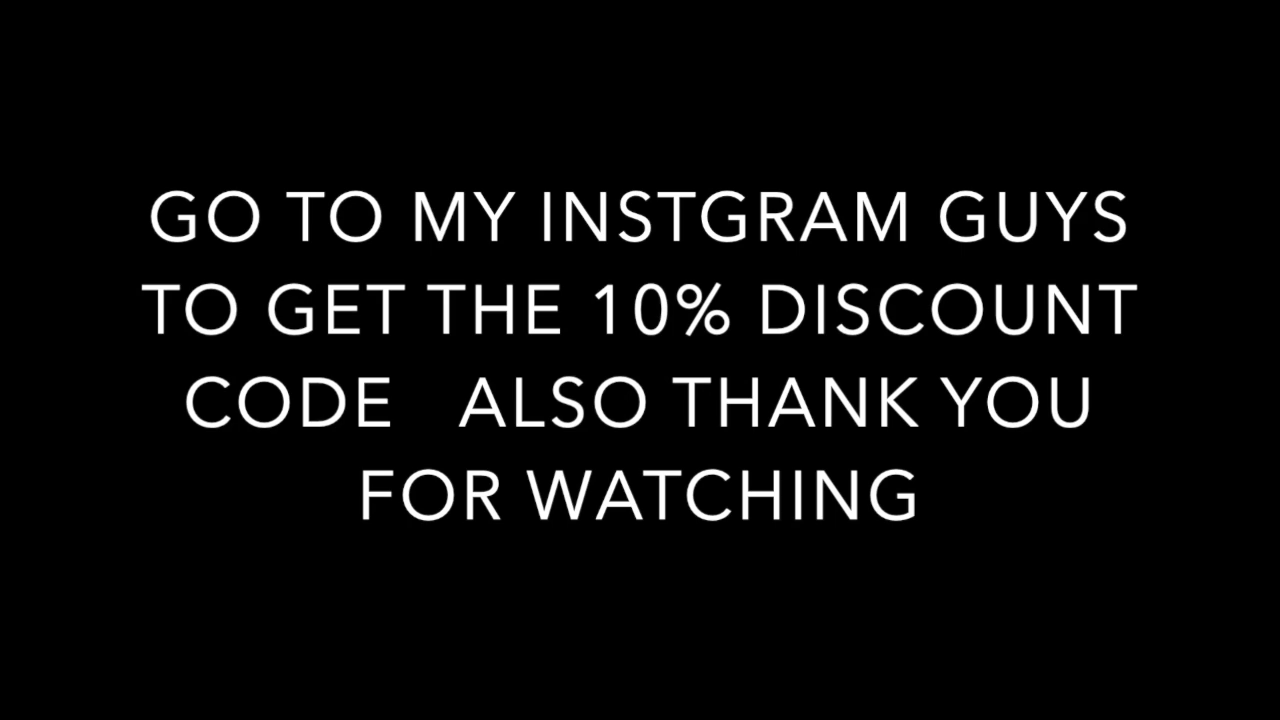 GO TO MY INSTGRAM GUYS
TO GET THE 10% DISCOUNT
CODE   ALSO THANK YOU
FOR WATCHING